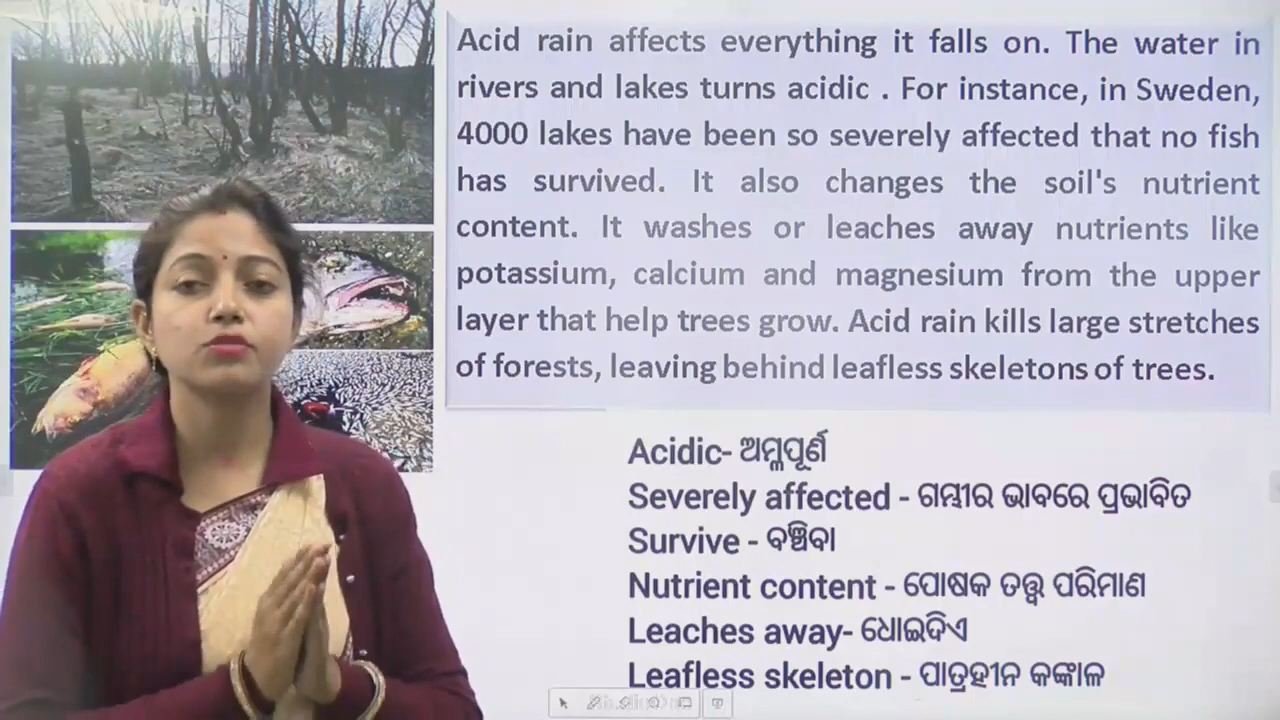 Acid rain affects everything it falls on. The water in
rivers and lakes turns acidic . For instance, in Sweden,
4000 lakes have been so severely affected that no fish
has survived. It also changes the soil's nutrient
content. It washes or leaches away nutrients like
potassium, calcium and magnesium from the upper
layer that help trees grow. Acid rain kills large stretches
of forests, leaving behind leafless skeletons of trees.
Acidic- ଅମ୍ଳପୂର୍ଣ
Severely affected - ଗମ୍ଭୀର ଭାବରେ ପ୍ରଭାବିତ
Survive - ବଞ୍ଚିବା
Nutrient content - ପୋଷକ ତତ୍ତ୍ୱ ପରିମାଣ
Leaches away- ଧୋଇଦିଏ
Leafless skeleton - ପାତ୍ରହୀନ କଙ୍କାଳ